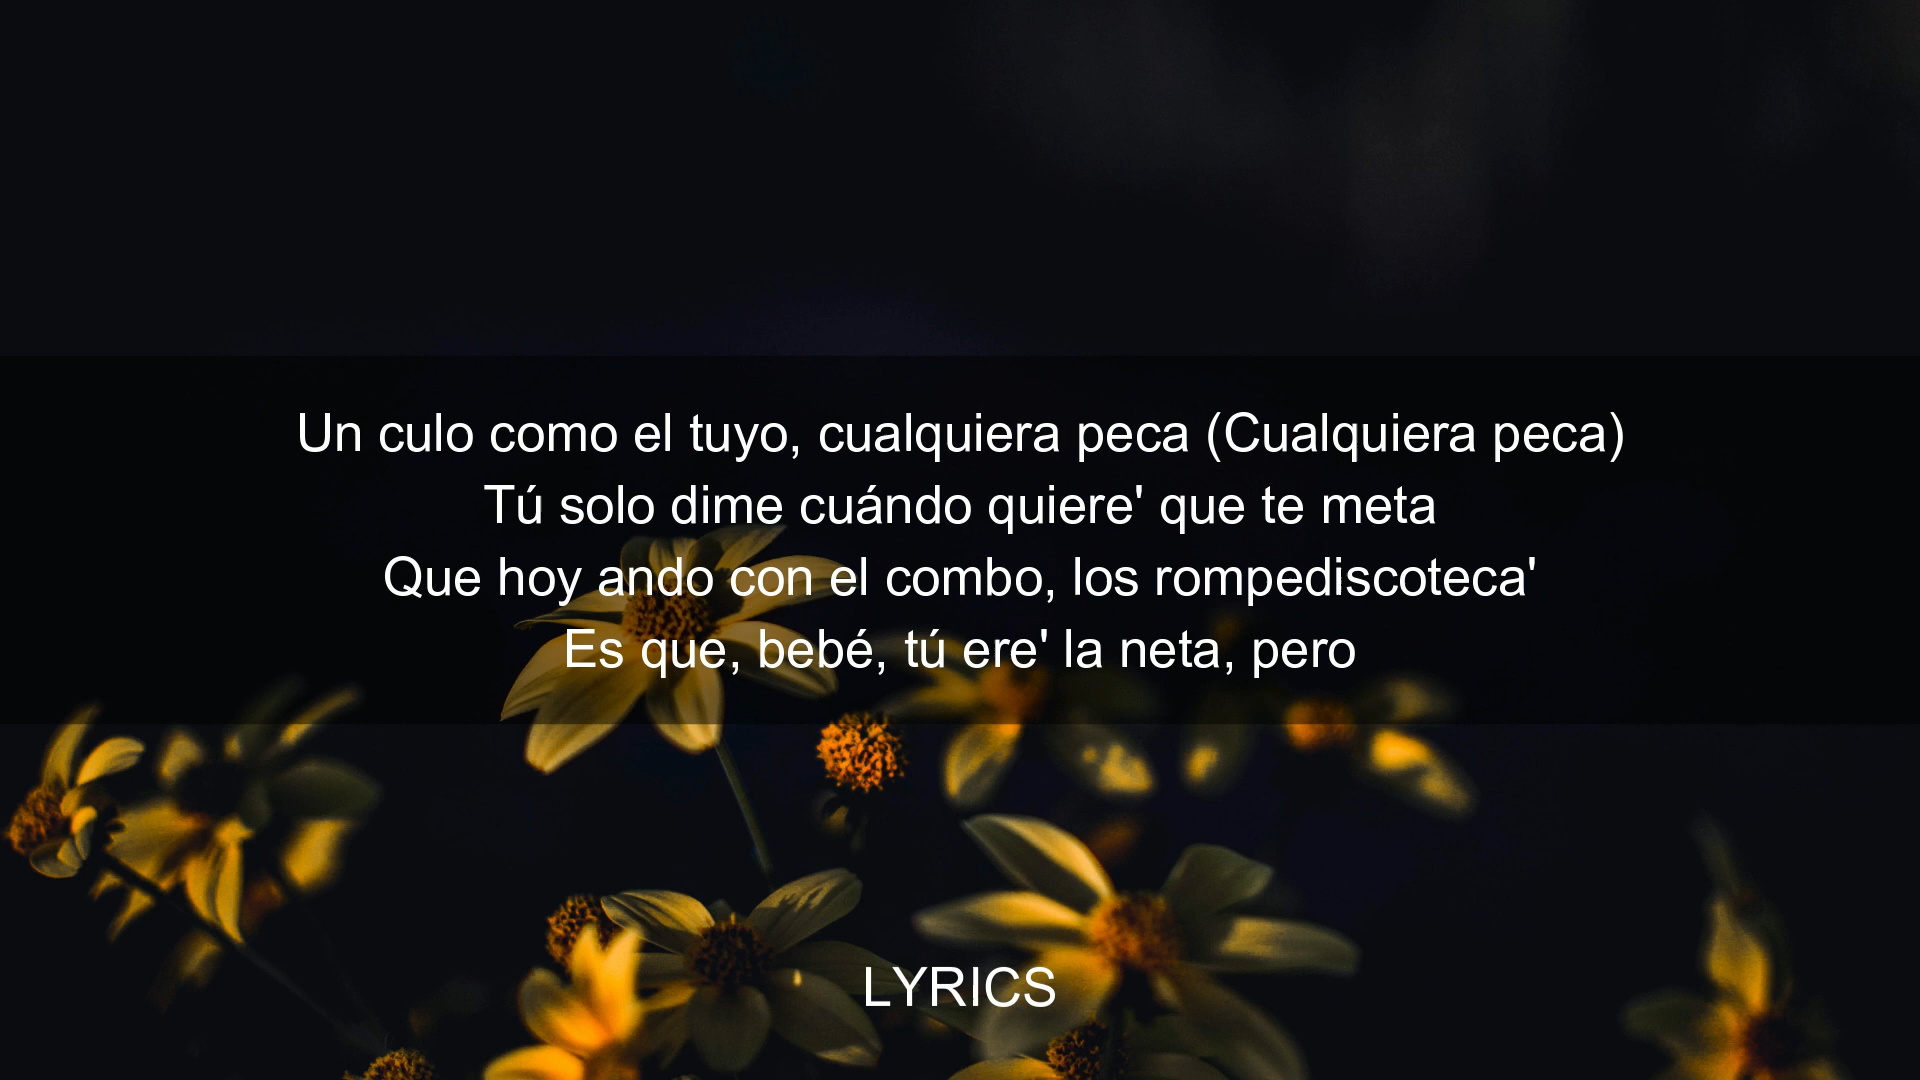 Un culo como el tuyo, cualquiera peca (Cualquiera peca)
Tú solo dime cuándo quiere' que te meta
Que hoy ando con el combo, los rompediscoteca'
Es que, bebé, tú ere' la neta, pero
LYRICS